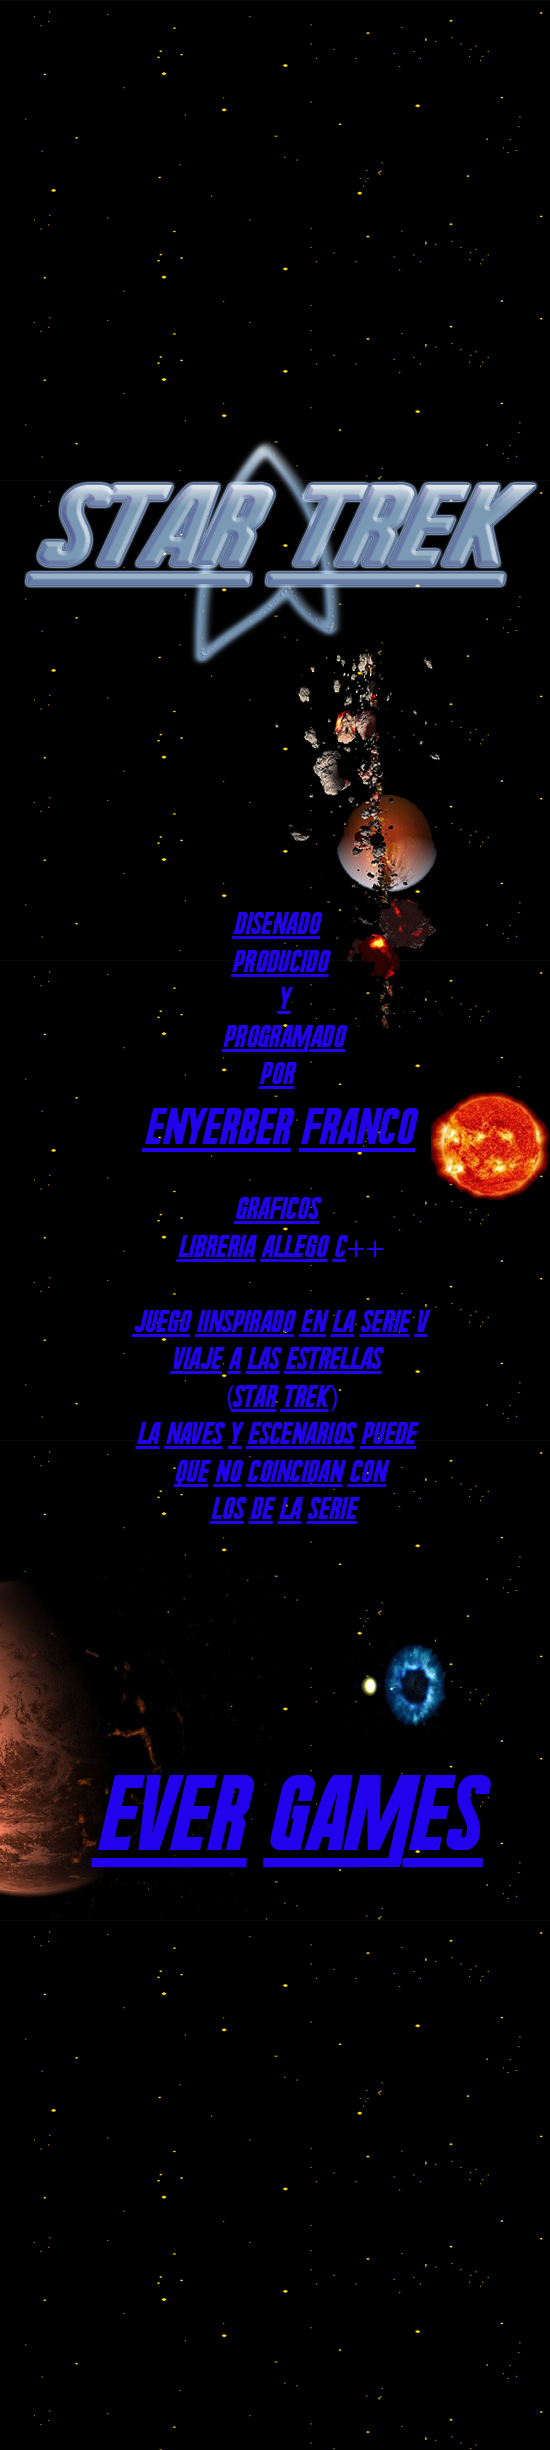 STAR TREK
DISENADO
PRODUCIDO
Y
PROGRAMADO
POR
ENYERBER FRANCO
GRAFICOS
LIBRERIA ALLEGO C++
JUEGO IINSPIRADO EN LA SERIE V
VIAJE A LAS ESTRELLAS
(STAR TREK)
LA NAVES Y ESCENARIOS PUEDE
QUE NO COINCIDAN CON
LOS DE LA SERIE
EVER GAMES